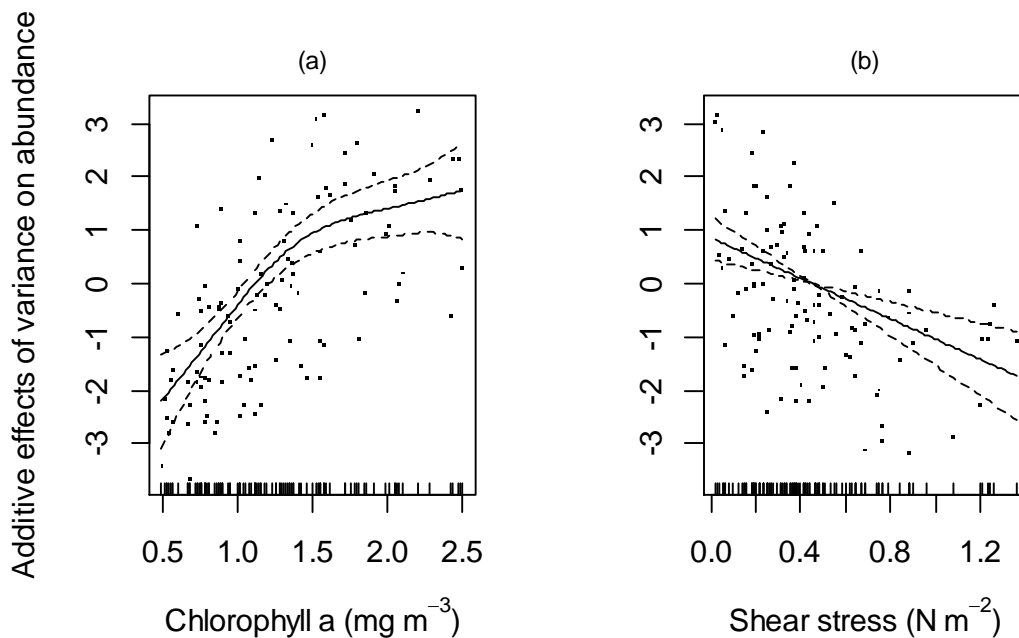 Additive effects of variance on abundance
(a)
3
2
1
0
-1
-2
-3
0.5 1.0 1.5 2.0 2.5
Chlorophyll a (mg m⁻³)
(b)
3
2
1
0
-1
-2
-3
0.0 0.4 0.8 1.2
Shear stress (N m⁻²)